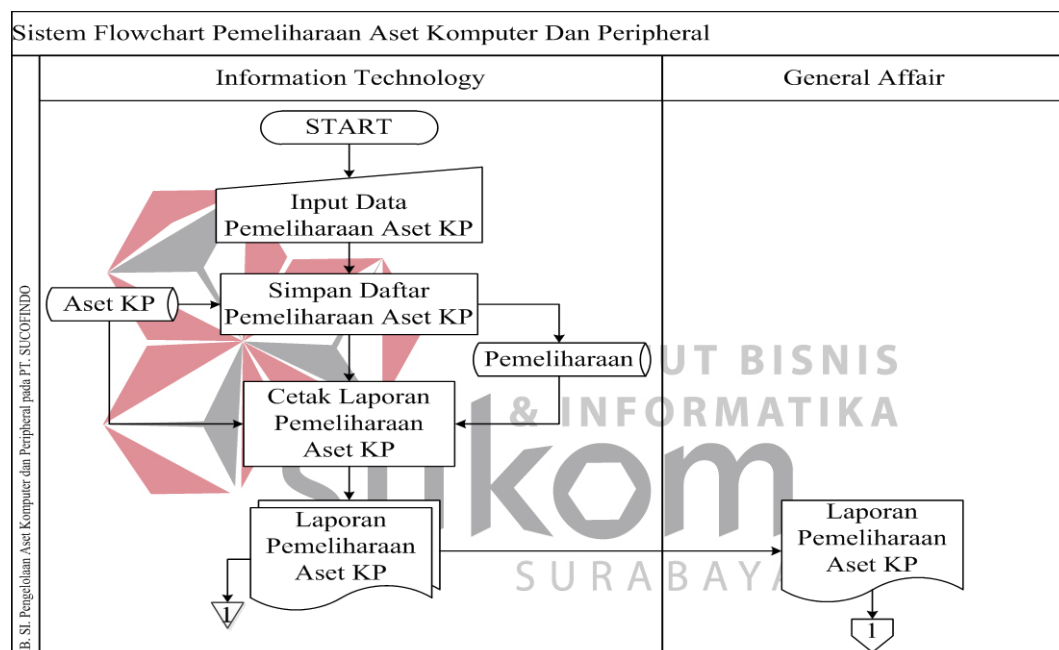 Sistem Flowchart Pemeliharaan Aset Komputer Dan Peripheral
B. SI. Pengelolaan Aset Komputer dan Peripheral pada PT. SUCOFINDO
Information Technology
General Affair
START
Input Data
Pemeliharaan Aset KP
Aset KP
Simpan Daftar
Pemeliharaan Aset KP
Pemeliharaan
UT BISNIS
& INFORMATIKA
Cetak Laporan
Pemeliharaan
Aset KP
stikom
SURABAYA
Laporan
Pemeliharaan
Aset KP
1
Laporan
Pemeliharaan
Aset KP
1